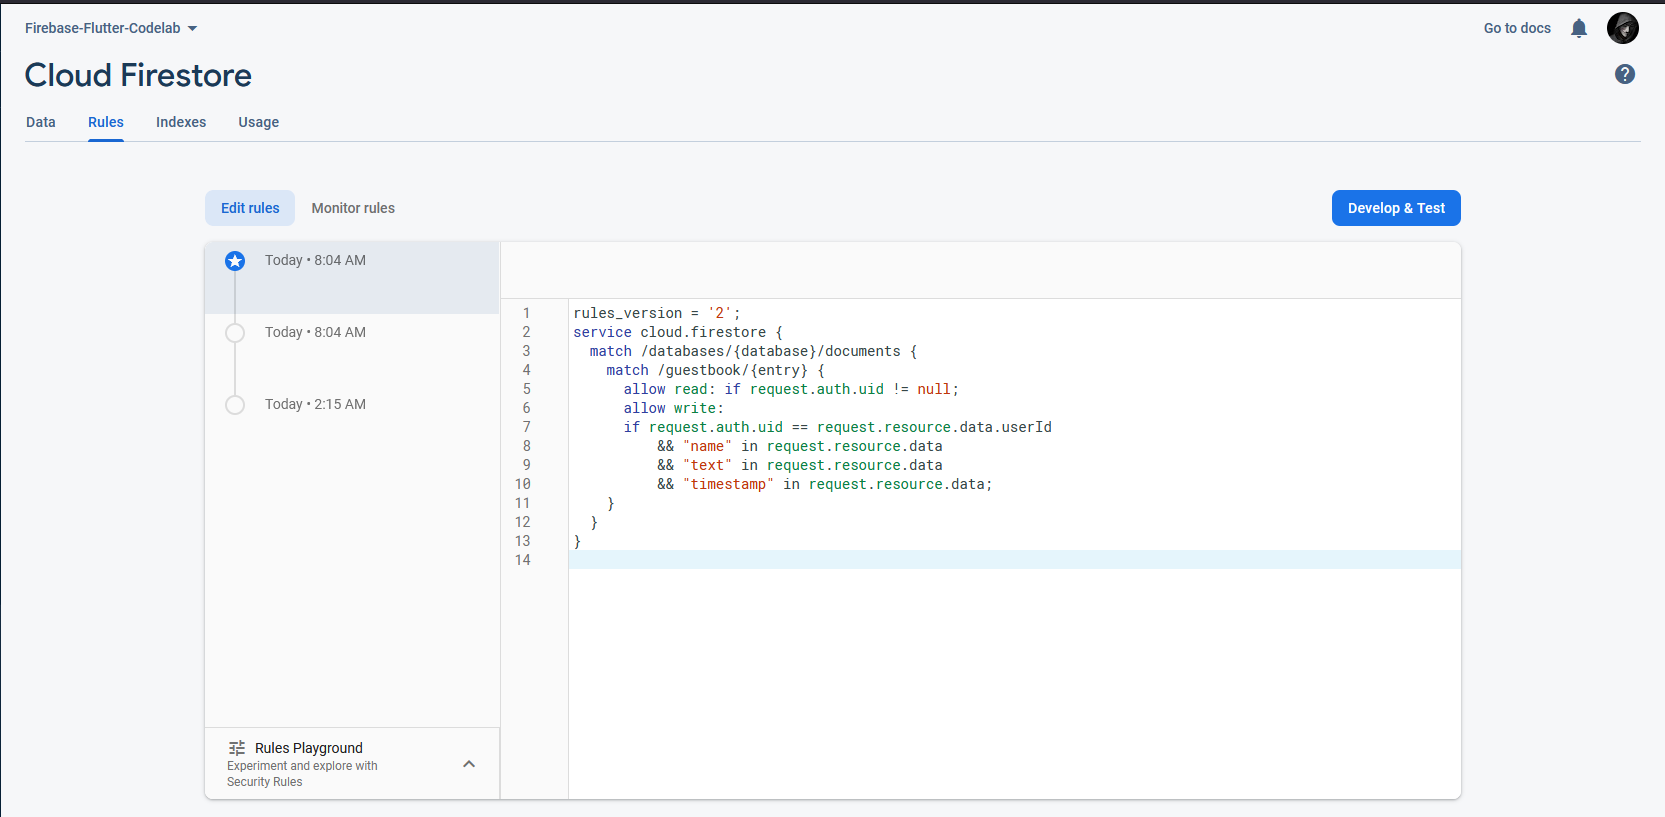 Firebase-Flutter-Codelab
Go to docs
Cloud Firestore
Data
Rules
Indexes
Usage
Edit rules
Monitor rules
Develop & Test
Today • 8:04 AM
Today • 8:04 AM
Today • 2:15 AM
1 rules_version = '2';
2 service cloud.firestore {
3 match /databases/{database}/documents {
4 match /guestbook/{entry} {
5 allow read: if request.auth.uid != null;
6 allow write:
7 if request.auth.uid == request.resource.data.userId
8 && "name" in request.resource.data
9 && "text" in request.resource.data
10 && "timestamp" in request.resource.data;
11 }
12 }
13 }
14
Rules Playground
Experiment and explore with
Security Rules